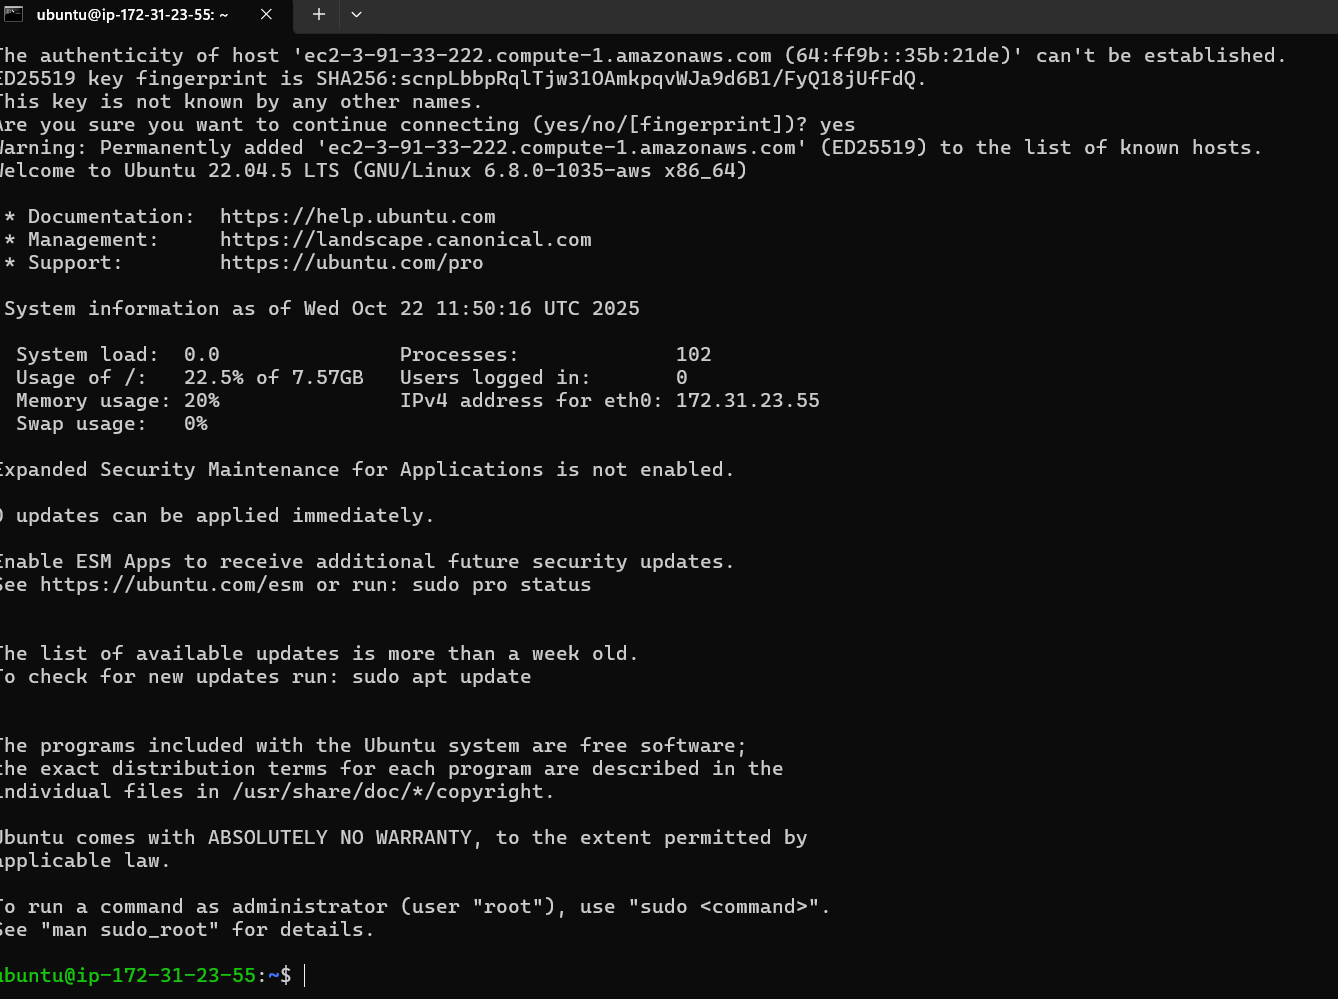 ubuntu@ip-172-31-23-55: ~
The authenticity of host 'ec2-3-91-33-222.compute-1.amazonaws.com (64:ff9b::35b:21de)' can't be established.
ED25519 key fingerprint is SHA256:scnpLbbpRqlTjw31OAmkpqvWJa9d6B1/FyQ18jUfFdQ.
This key is not known by any other names.
Are you sure you want to continue connecting (yes/no/[fingerprint])? yes
Warning: Permanently added 'ec2-3-91-33-222.compute-1.amazonaws.com' (ED25519) to the list of known hosts.
Welcome to Ubuntu 22.04.5 LTS (GNU/Linux 6.8.0-1035-aws x86_64)
* Documentation:  https://help.ubuntu.com
* Management:     https://landscape.canonical.com
* Support:        https://ubuntu.com/pro
System information as of Wed Oct 22 11:50:16 UTC 2025
System load:  0.0               Processes:             102
Usage of /:   22.5% of 7.57GB   Users logged in:       0
Memory usage: 20%               IPv4 address for eth0: 172.31.23.55
Swap usage:   0%
Expanded Security Maintenance for Applications is not enabled.
0 updates can be applied immediately.
Enable ESM Apps to receive additional future security updates.
See https://ubuntu.com/esm or run: sudo pro status
The list of available updates is more than a week old.
To check for new updates run: sudo apt update
The programs included with the Ubuntu system are free software;
the exact distribution terms for each program are described in the
individual files in /usr/share/doc/*/copyright.
Ubuntu comes with ABSOLUTELY NO WARRANTY, to the extent permitted by
applicable law.
To run a command as administrator (user "root"), use "sudo <command>".
See "man sudo_root" for details.
ubuntu@ip-172-31-23-55:~$